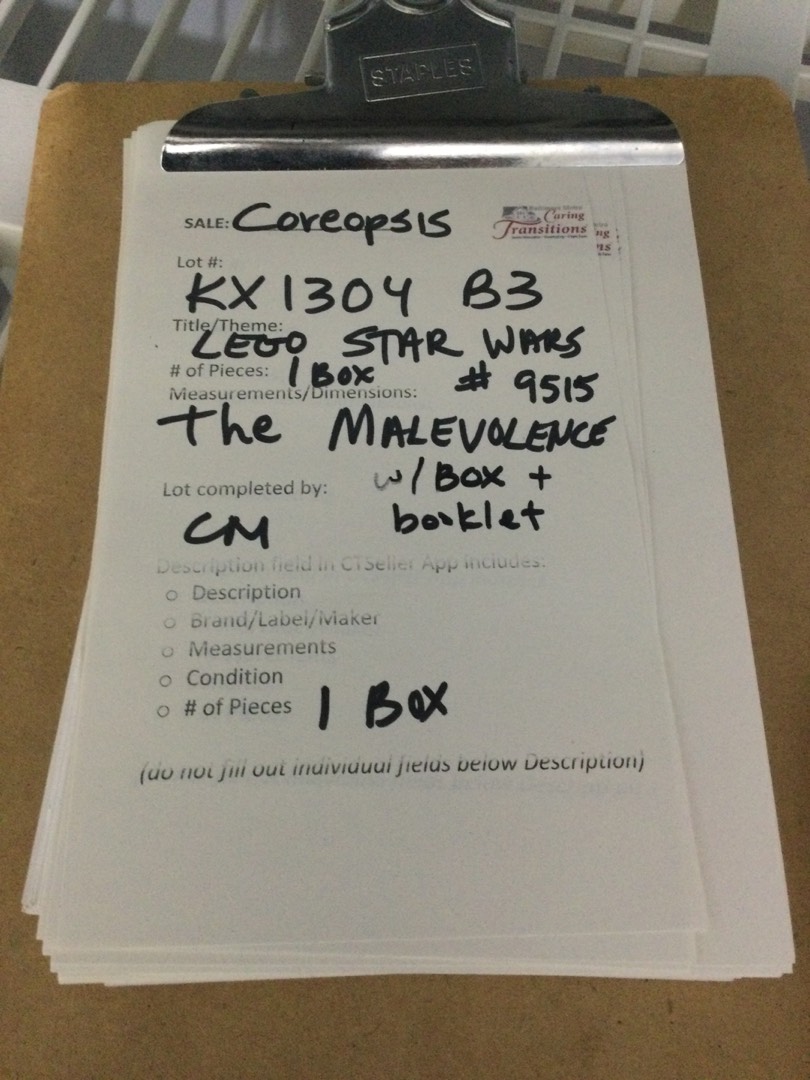 STAPLES
SALE: Coreopsis
Caring
Transitions
Lot #:
KX1304 B3
Title/Theme:
LEGO STAR WARS
# of Pieces: 1 BOX # 9515
Measurements/Dimensions:
The MALEVOLENCE
w/ BOX +
Lot completed by:
booklet
CM
Description field in CTSeller App includes:
Description
Brand/Label/Maker
Measurements
Condition
# of Pieces 1 BOX
(do not fill out individual fields below Description)